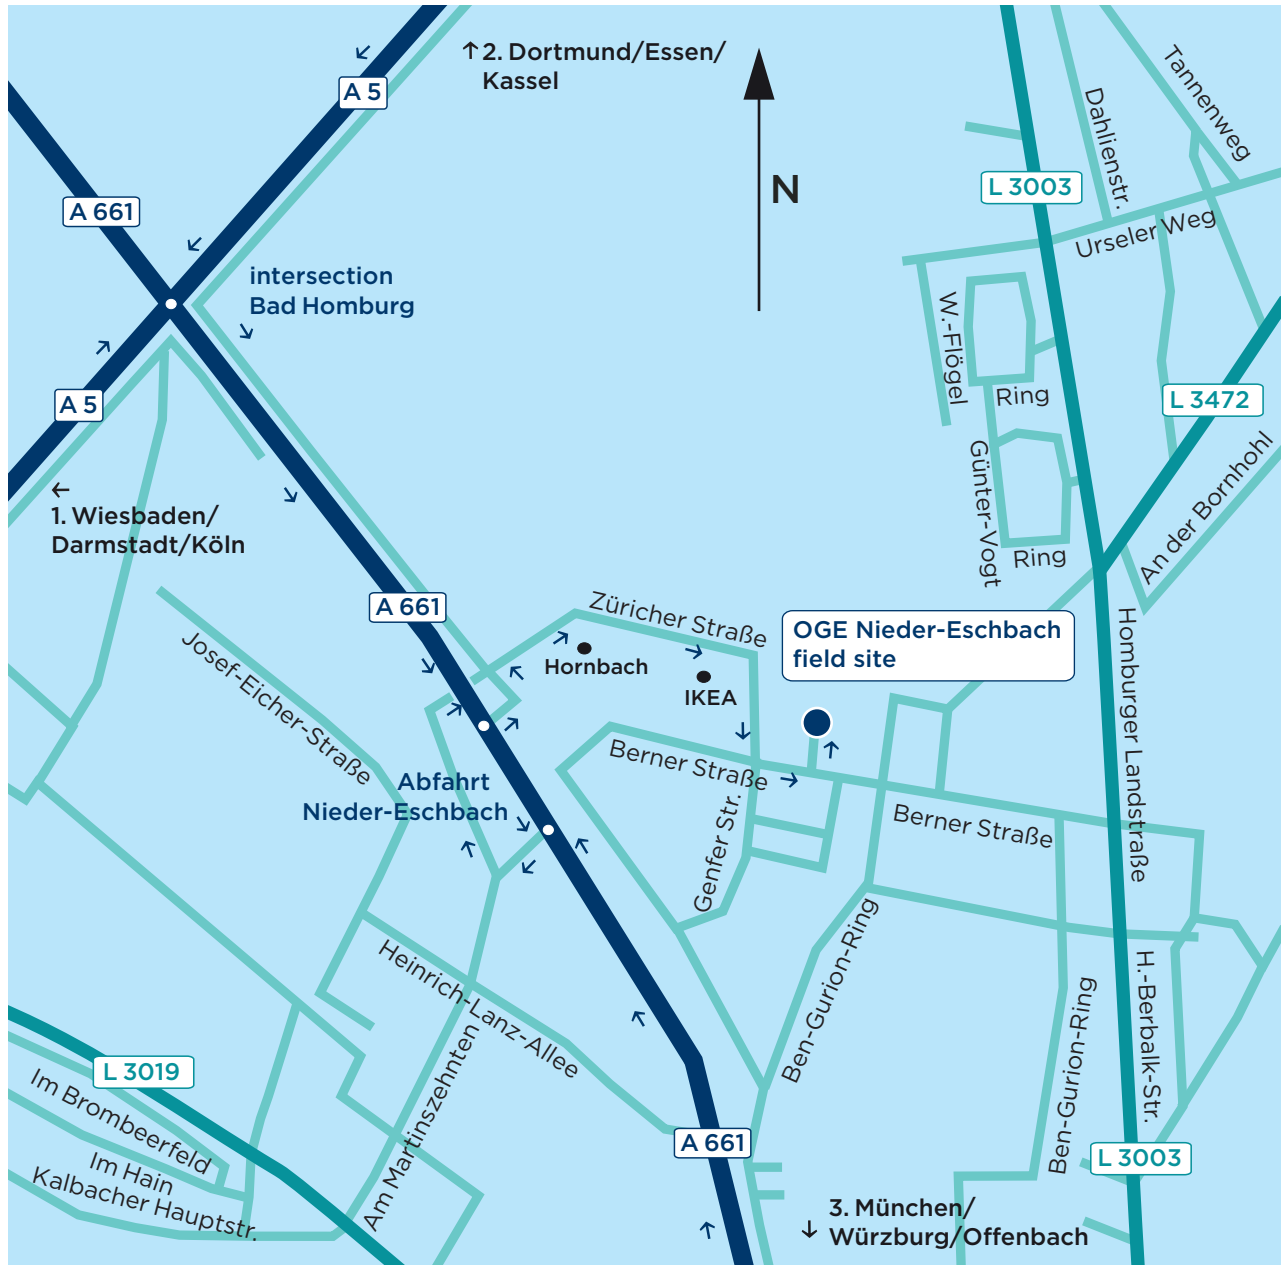 2. Dortmund/Essen/
Kassel
A 5
N
Dahlienstr.
Tannenweg
L 3003
A 661
Urseler Weg
intersection
Bad Homburg
W.-Flögel
Ring
L 3472
A 5
Günter-Vogt
An der Bornhohl
1. Wiesbaden/
Darmstadt/Köln
Ring
A 661
Züricher Straße
OGE Nieder-Eschbach
field site
Homburger Landstraße
Josef-Eicher-Straße
Hornbach
IKEA
Berner Straße
Abfahrt
Nieder-Eschbach
Genfer Str.
Berner Straße
Heinrich-Lanz-Allee
Ben-Gurion-Ring
H.-Berbalk-Str.
Ben-Gurion-Ring
L 3019
Im Brombeerfeld
Am Martinszehnten
A 661
L 3003
Im Hain
Kalbacher Hauptstr.
3. München/
Würzburg/Offenbach